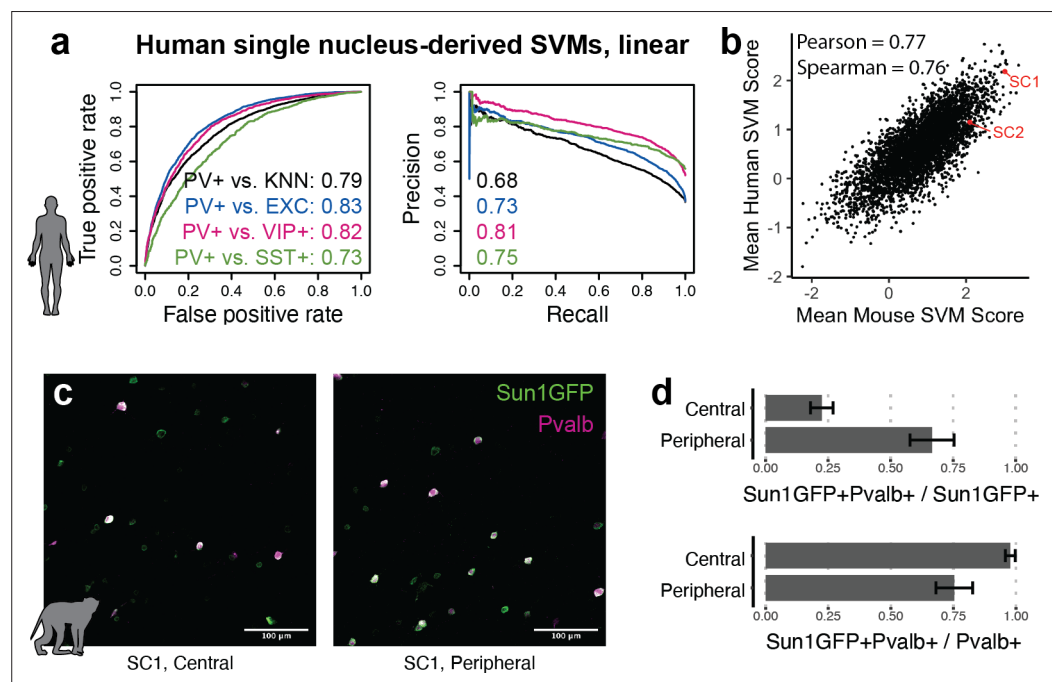 a
Human single nucleus-derived SVMs, linear
True positive rate
0.0
0.2
0.4
0.6
0.8
1.0
PV+ vs. KNN: 0.79
PV+ vs. EXC: 0.83
PV+ vs. VIP+: 0.82
PV+ vs. SST+: 0.73
0.0 0.2 0.4 0.6 0.8 1.0
False positive rate
Precision
0.0
0.2
0.4
0.6
0.8
1.0
0.68
0.73
0.81
0.75
0.0 0.2 0.4 0.6 0.8 1.0
Recall
b
Pearson = 0.77
Spearman = 0.76
SC1
SC2
Mean Human SVM Score
2
1
0
-1
-2
-2 0 2
Mean Mouse SVM Score
c
Sun1GFP
Pvalb
100 µm
100 µm
SC1, Central
SC1, Peripheral
d
Central
Peripheral
0.00 0.25 0.50 0.75 1.00
Sun1GFP+Pvalb+ / Sun1GFP+
Central
Peripheral
0.00 0.25 0.50 0.75 1.00
Sun1GFP+Pvalb+ / Pvalb+